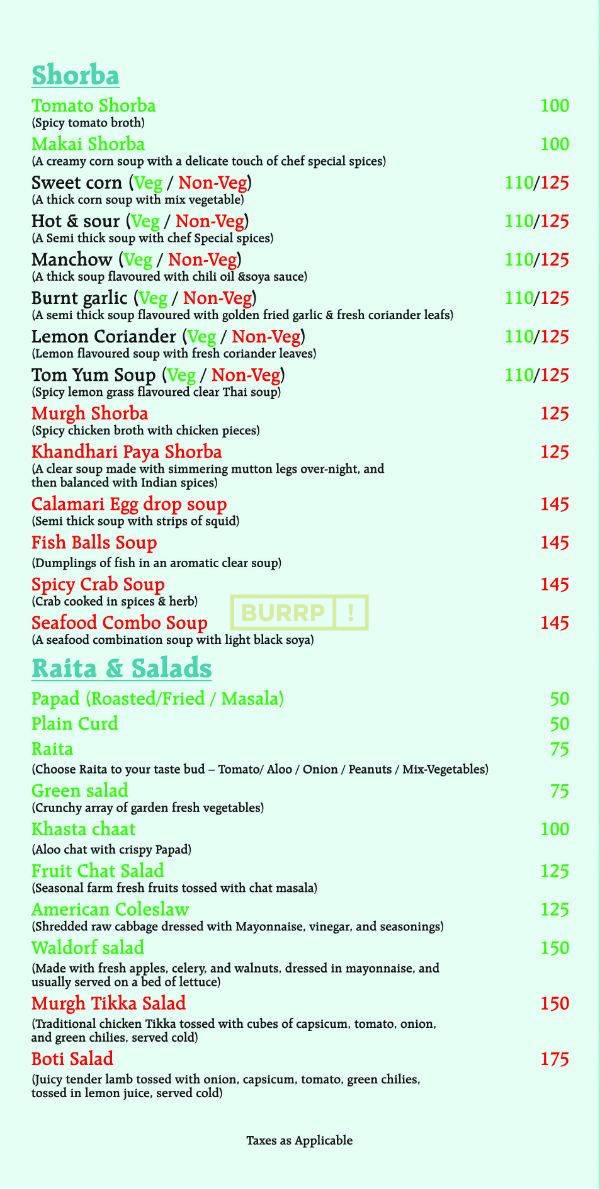 Shorba
Tomato Shorba 100
(Spicy tomato broth)
Makai Shorba 100
(A creamy corn soup with a delicate touch of chef special spices)
Sweet corn (Veg / Non-Veg) 110/125
(A thick corn soup with mix vegetable)
Hot & sour (Veg / Non-Veg) 110/125
(A Semi thick soup with chef Special spices)
Manchow (Veg / Non-Veg) 110/125
(A thick soup flavoured with chili oil &soya sauce)
Burnt garlic (Veg / Non-Veg) 110/125
(A semi thick soup flavoured with golden fried garlic & fresh coriander leafs)
Lemon Coriander (Veg / Non-Veg) 110/125
(Lemon flavoured soup with fresh coriander leaves)
Tom Yum Soup (Veg / Non-Veg) 110/125
(Spicy lemon grass flavoured clear Thai soup)
Murgh Shorba 125
(Spicy chicken broth with chicken pieces)
Khandhari Paya Shorba 125
(A clear soup made with simmering mutton legs over-night, and
then balanced with Indian spices)
Calamari Egg drop soup 145
(Semi thick soup with strips of squid)
Fish Balls Soup 145
(Dumplings of fish in an aromatic clear soup)
Spicy Crab Soup 145
(Crab cooked in spices & herb)
BURRP !
Seafood Combo Soup 145
(A seafood combination soup with light black soya)
Raita & Salads
Papad (Roasted/Fried / Masala) 50
Plain Curd 50
Raita 75
(Choose Raita to your taste bud – Tomato/ Aloo / Onion / Peanuts / Mix-Vegetables)
Green salad 75
(Crunchy array of garden fresh vegetables)
Khasta chaat 100
(Aloo chat with crispy Papad)
Fruit Chat Salad 125
(Seasonal farm fresh fruits tossed with chat masala)
American Coleslaw 125
(Shredded raw cabbage dressed with Mayonnaise, vinegar, and seasonings)
Waldorf salad 150
(Made with fresh apples, celery, and walnuts, dressed in mayonnaise, and
usually served on a bed of lettuce)
Murgh Tikka Salad 150
(Traditional chicken Tikka tossed with cubes of capsicum, tomato, onion,
and green chilies, served cold)
Boti Salad 175
(Juicy tender lamb tossed with onion, capsicum, tomato, green chilies,
tossed in lemon juice, served cold)
Taxes as Applicable